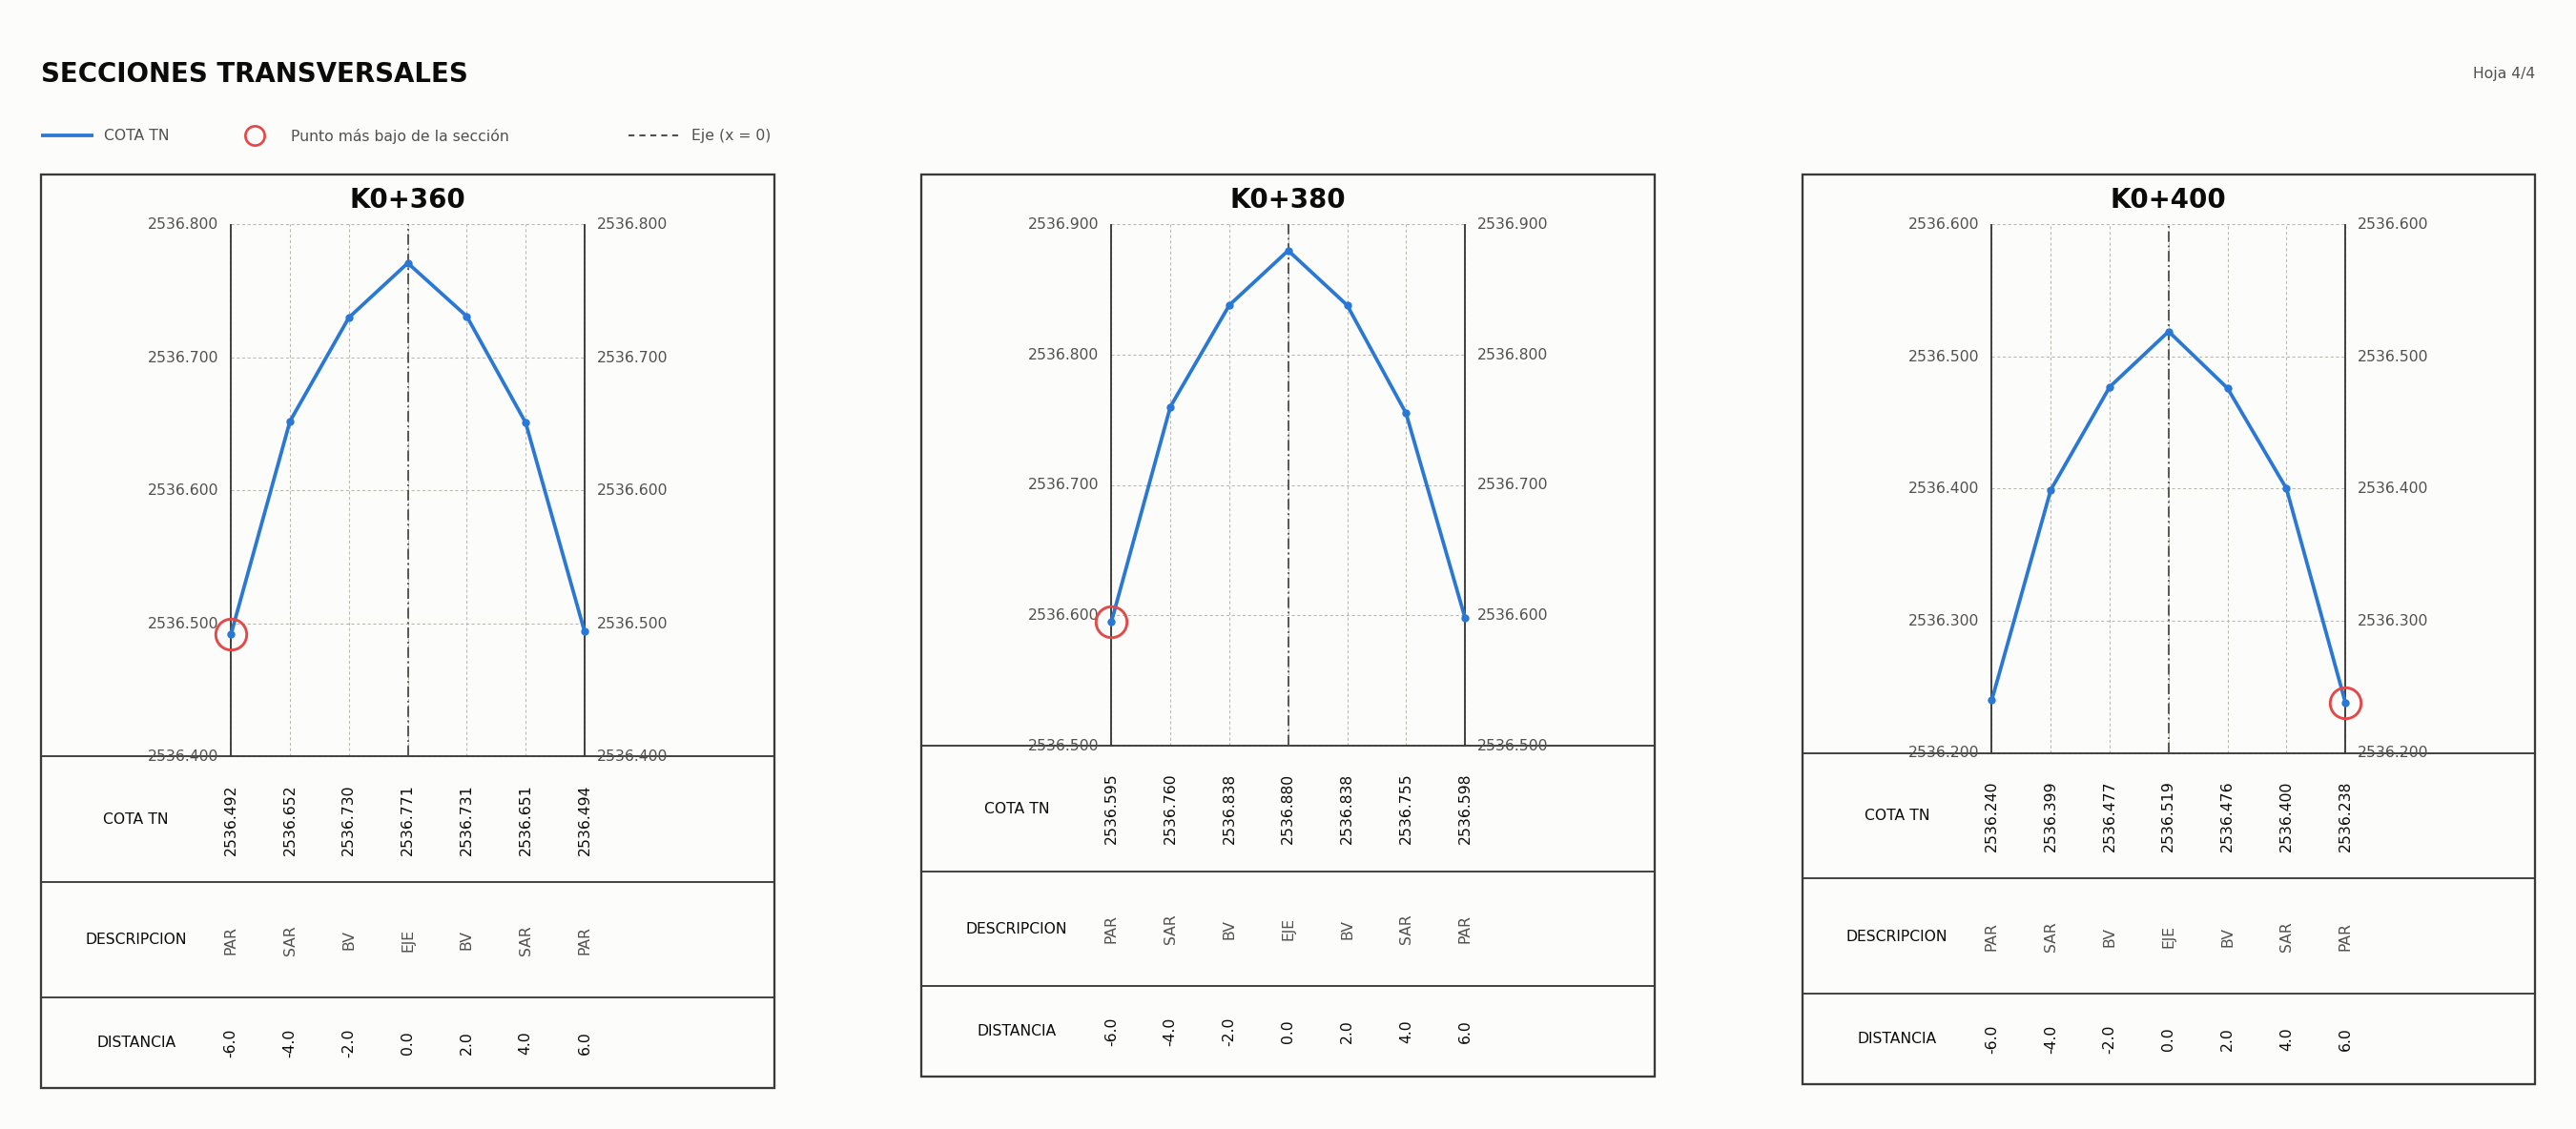 SECCIONES TRANSVERSALES
Hoja 4/4
COTA TN
Punto más bajo de la sección
Eje (x = 0)
K0+360
2536.800 2536.800
2536.700 2536.700
2536.600 2536.600
2536.500 2536.500
2536.400 2536.400
COTA TN 2536.492 2536.652 2536.730 2536.771 2536.731 2536.651 2536.494
DESCRIPCION PAR SAR BV EJE BV SAR PAR
DISTANCIA -6.0 -4.0 -2.0 0.0 2.0 4.0 6.0
K0+380
2536.900 2536.900
2536.800 2536.800
2536.700 2536.700
2536.600 2536.600
2536.500 2536.500
COTA TN 2536.595 2536.760 2536.838 2536.880 2536.838 2536.755 2536.598
DESCRIPCION PAR SAR BV EJE BV SAR PAR
DISTANCIA -6.0 -4.0 -2.0 0.0 2.0 4.0 6.0
K0+400
2536.600 2536.600
2536.500 2536.500
2536.400 2536.400
2536.300 2536.300
2536.200 2536.200
COTA TN 2536.240 2536.399 2536.477 2536.519 2536.476 2536.400 2536.238
DESCRIPCION PAR SAR BV EJE BV SAR PAR
DISTANCIA -6.0 -4.0 -2.0 0.0 2.0 4.0 6.0